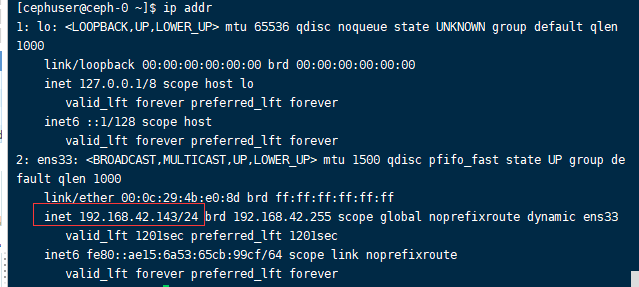 [cephuser@ceph-0 ~]$ ip addr
1: lo: <LOOPBACK,UP,LOWER_UP> mtu 65536 qdisc noqueue state UNKNOWN group default qlen
1000
    link/loopback 00:00:00:00:00:00 brd 00:00:00:00:00:00
    inet 127.0.0.1/8 scope host lo
       valid_lft forever preferred_lft forever
    inet6 ::1/128 scope host
       valid_lft forever preferred_lft forever
2: ens33: <BROADCAST,MULTICAST,UP,LOWER_UP> mtu 1500 qdisc pfifo_fast state UP group de
fault qlen 1000
    link/ether 00:0c:29:4b:e0:8d brd ff:ff:ff:ff:ff:ff
    inet 192.168.42.143/24 brd 192.168.42.255 scope global noprefixroute dynamic ens33
       valid_lft 1201sec preferred_lft 1201sec
    inet6 fe80::ae15:6a53:65cb:99cf/64 scope link noprefixroute
       valid_lft forever preferred_lft forever